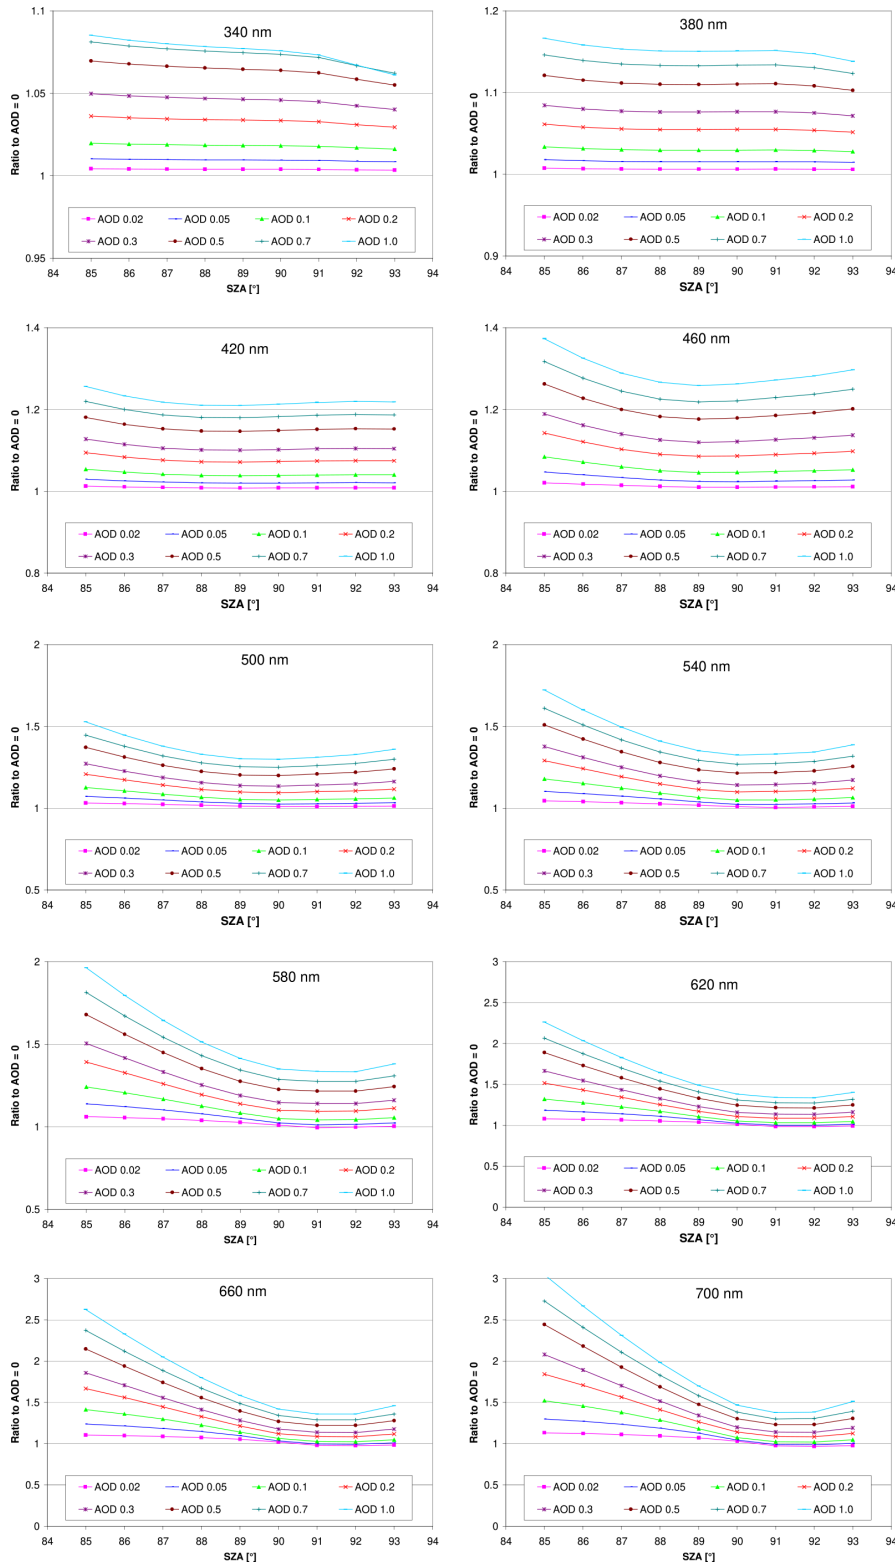 340 nm
Ratio to AOD = 0
1.1
1.05
1
0.95
AOD 0.02 AOD 0.05 AOD 0.1 AOD 0.2
AOD 0.3 AOD 0.5 AOD 0.7 AOD 1.0
84 85 86 87 88 89 90 91 92 93 94
SZA [°]
380 nm
Ratio to AOD = 0
1.2
1.1
1
0.9
AOD 0.02 AOD 0.05 AOD 0.1 AOD 0.2
AOD 0.3 AOD 0.5 AOD 0.7 AOD 1.0
84 85 86 87 88 89 90 91 92 93 94
SZA [°]
420 nm
Ratio to AOD = 0
1.4
1.2
1
0.8
AOD 0.02 AOD 0.05 AOD 0.1 AOD 0.2
AOD 0.3 AOD 0.5 AOD 0.7 AOD 1.0
84 85 86 87 88 89 90 91 92 93 94
SZA [°]
460 nm
Ratio to AOD = 0
1.4
1.2
1
0.8
AOD 0.02 AOD 0.05 AOD 0.1 AOD 0.2
AOD 0.3 AOD 0.5 AOD 0.7 AOD 1.0
84 85 86 87 88 89 90 91 92 93 94
SZA [°]
500 nm
Ratio to AOD = 0
2
1.5
1
0.5
AOD 0.02 AOD 0.05 AOD 0.1 AOD 0.2
AOD 0.3 AOD 0.5 AOD 0.7 AOD 1.0
84 85 86 87 88 89 90 91 92 93 94
SZA [°]
540 nm
Ratio to AOD = 0
2
1.5
1
0.5
AOD 0.02 AOD 0.05 AOD 0.1 AOD 0.2
AOD 0.3 AOD 0.5 AOD 0.7 AOD 1.0
84 85 86 87 88 89 90 91 92 93 94
SZA [°]
580 nm
Ratio to AOD = 0
2
1.5
1
0.5
AOD 0.02 AOD 0.05 AOD 0.1 AOD 0.2
AOD 0.3 AOD 0.5 AOD 0.7 AOD 1.0
84 85 86 87 88 89 90 91 92 93 94
SZA [°]
620 nm
Ratio to AOD = 0
3
2.5
2
1.5
1
0.5
0
AOD 0.02 AOD 0.05 AOD 0.1 AOD 0.2
AOD 0.3 AOD 0.5 AOD 0.7 AOD 1.0
84 85 86 87 88 89 90 91 92 93 94
SZA [°]
660 nm
Ratio to AOD = 0
3
2.5
2
1.5
1
0.5
0
AOD 0.02 AOD 0.05 AOD 0.1 AOD 0.2
AOD 0.3 AOD 0.5 AOD 0.7 AOD 1.0
84 85 86 87 88 89 90 91 92 93 94
SZA [°]
700 nm
Ratio to AOD = 0
3
2.5
2
1.5
1
0.5
0
AOD 0.02 AOD 0.05 AOD 0.1 AOD 0.2
AOD 0.3 AOD 0.5 AOD 0.7 AOD 1.0
84 85 86 87 88 89 90 91 92 93 94
SZA [°]